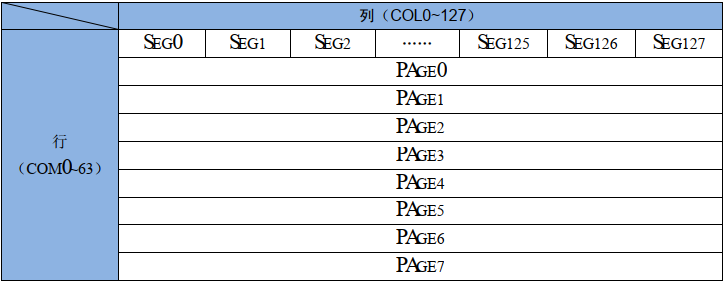 列（COL0~127）
SEG0 SEG1 SEG2 …… SEG125 SEG126 SEG127
PAGE0
PAGE1
PAGE2
行
（COM0~63）
PAGE3
PAGE4
PAGE5
PAGE6
PAGE7